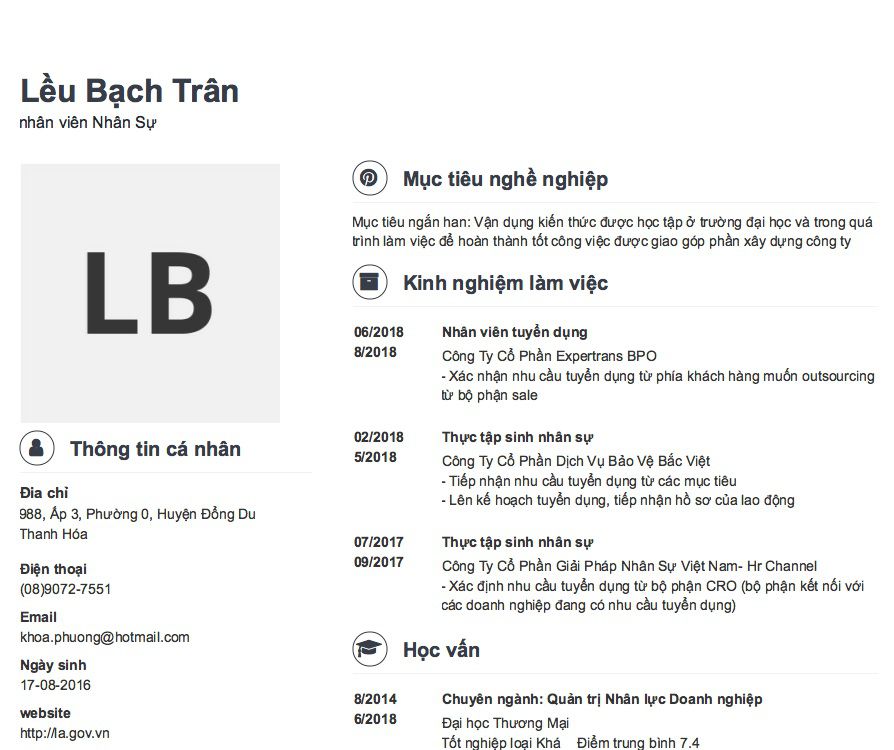 Lều Bạch Trân
nhân viên Nhân Sự
LB
Thông tin cá nhân
Đia chỉ
988, Ấp 3, Phường 0, Huyện Đổng Du
Thanh Hóa
Điện thoại
(08)9072-7551
Email
khoa.phuong@hotmail.com
Ngày sinh
17-08-2016
website
http://la.gov.vn
Mục tiêu nghề nghiệp
Mục tiêu ngắn han: Vận dụng kiến thức được học tập ở trường đại học và trong quá
trình làm việc để hoàn thành tốt công việc được giao góp phần xây dựng công ty
Kinh nghiệm làm việc
06/2018 Nhân viên tuyển dụng
8/2018 Công Ty Cổ Phần Expertrans BPO
- Xác nhận nhu cầu tuyển dụng từ phía khách hàng muốn outsourcing
từ bộ phận sale
02/2018 Thực tập sinh nhân sự
5/2018 Công Ty Cổ Phần Dịch Vụ Bảo Vệ Bắc Việt
- Tiếp nhận nhu cầu tuyển dụng từ các mục tiêu
- Lên kế hoạch tuyển dụng, tiếp nhận hồ sơ của lao động
07/2017 Thực tập sinh nhân sự
09/2017 Công Ty Cổ Phần Giải Pháp Nhân Sự Việt Nam- Hr Channel
- Xác định nhu cầu tuyển dụng từ bộ phận CRO (bộ phận kết nối với
các doanh nghiệp đang có nhu cầu tuyển dụng)
Học vấn
8/2014 Chuyên ngành: Quản trị Nhân lực Doanh nghiệp
6/2018 Đại học Thương Mại
Tốt nghiệp loại Khá Điểm trung bình 7.4